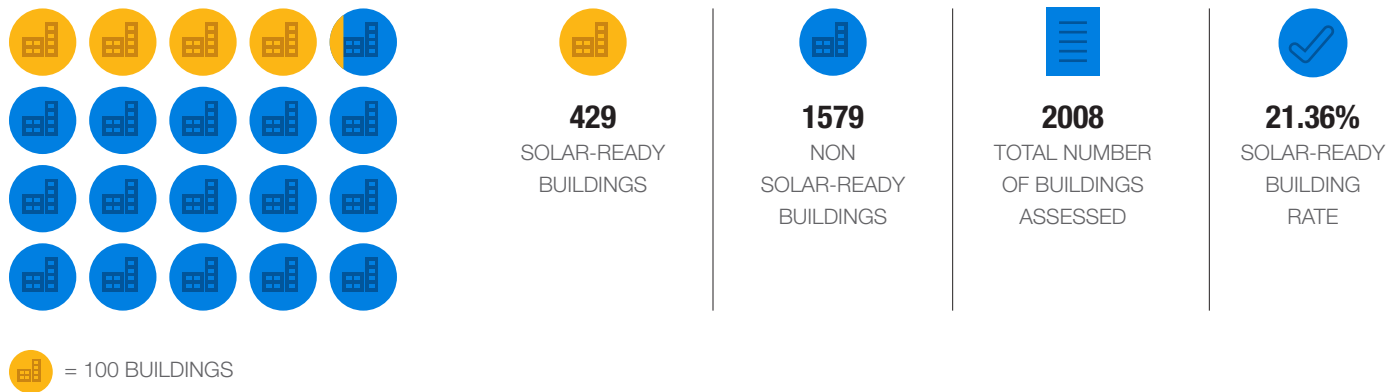 429
SOLAR-READY
BUILDINGS
1579
NON
SOLAR-READY
BUILDINGS
2008
TOTAL NUMBER
OF BUILDINGS
ASSESSED
21.36%
SOLAR-READY
BUILDING
RATE
= 100 BUILDINGS